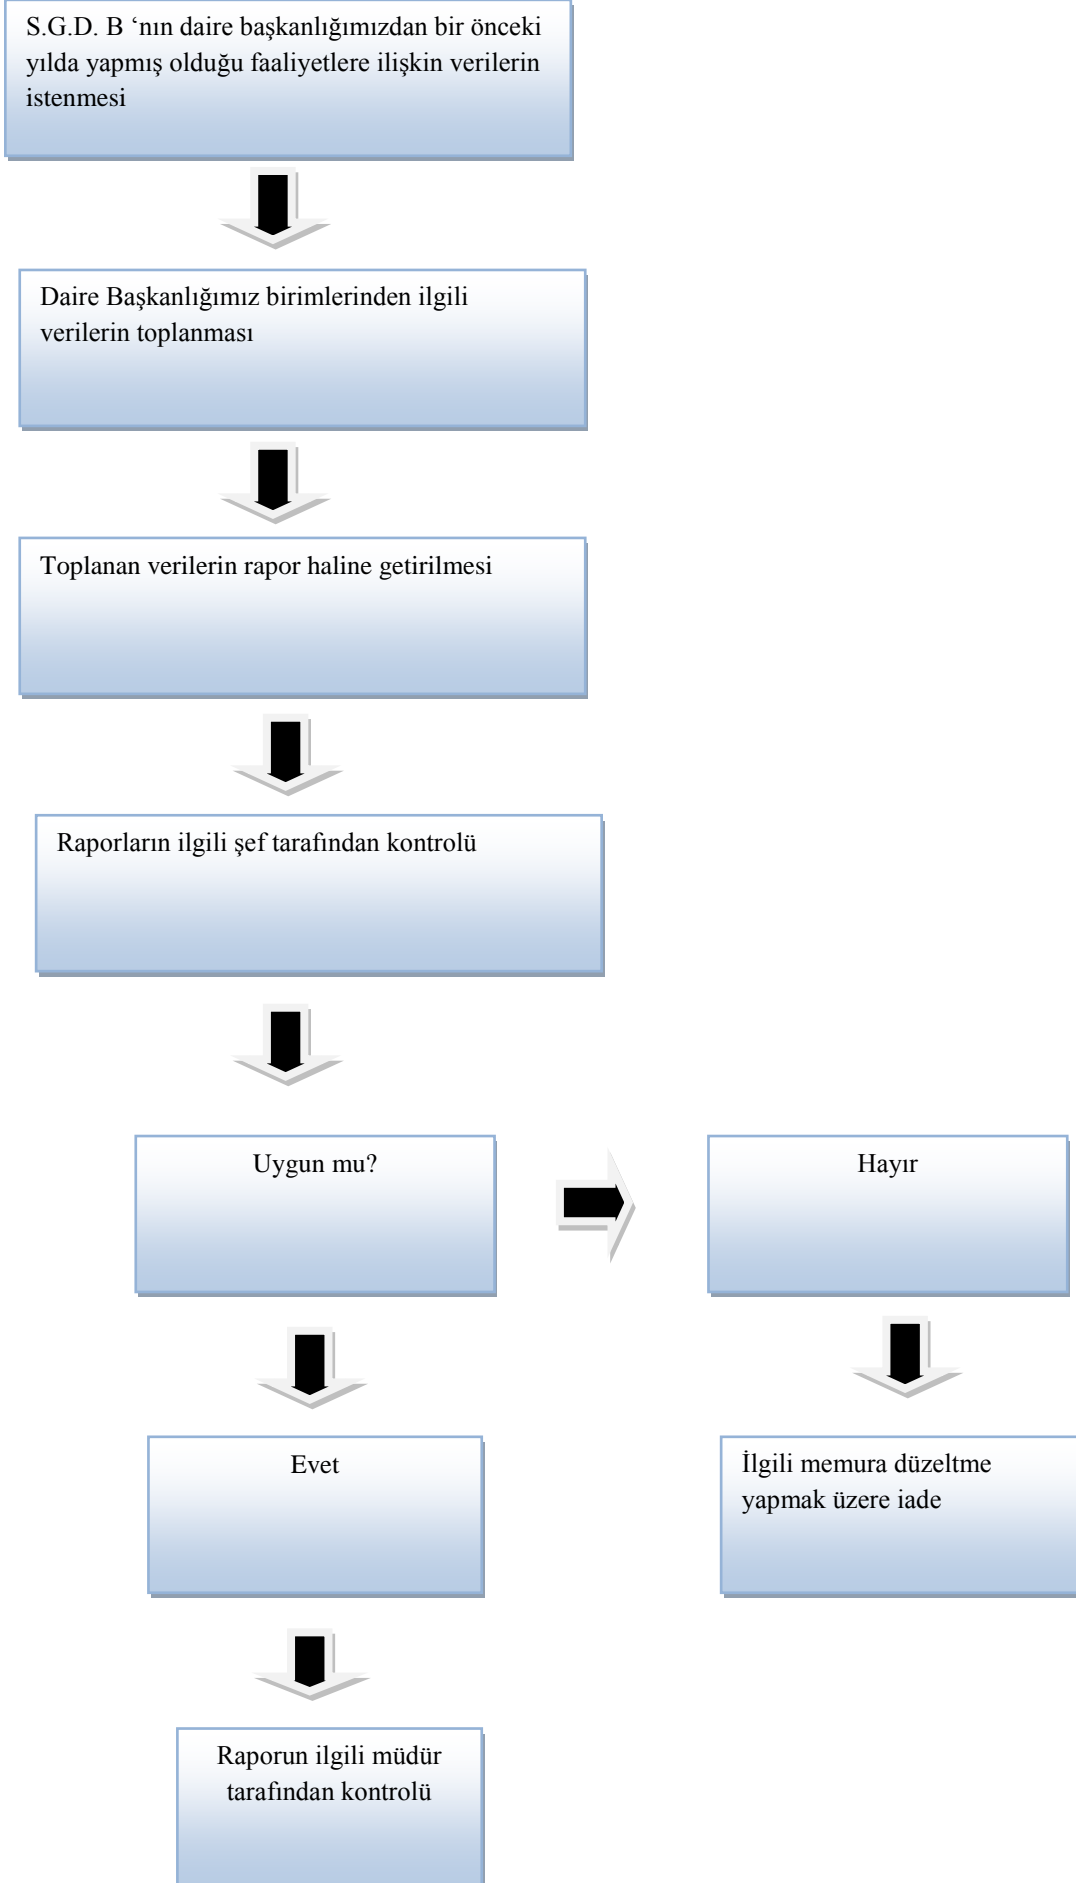 S.G.D. B ‘nın daire başkanlığımızdan bir önceki
yılda yapmış olduğu faaliyetlere ilişkin verilerin
istenmesi
Daire Başkanlığımız birimlerinden ilgili
verilerin toplanması
Toplanan verilerin rapor haline getirilmesi
Raporların ilgili şef tarafından kontrolü
Uygun mu?
Hayır
Evet
İlgili memura düzeltme
yapmak üzere iade
Raporun ilgili müdür
tarafından kontrolü